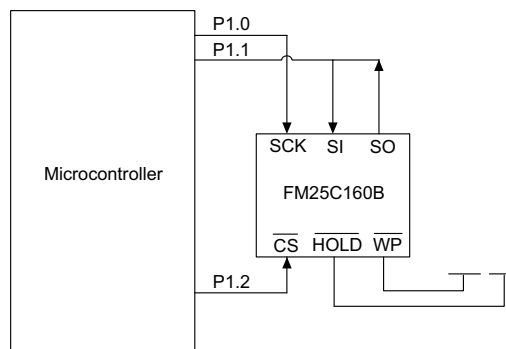 P1.0
P1.1
SCK SI SO
Microcontroller
FM25C160B
CS HOLD WP
P1.2